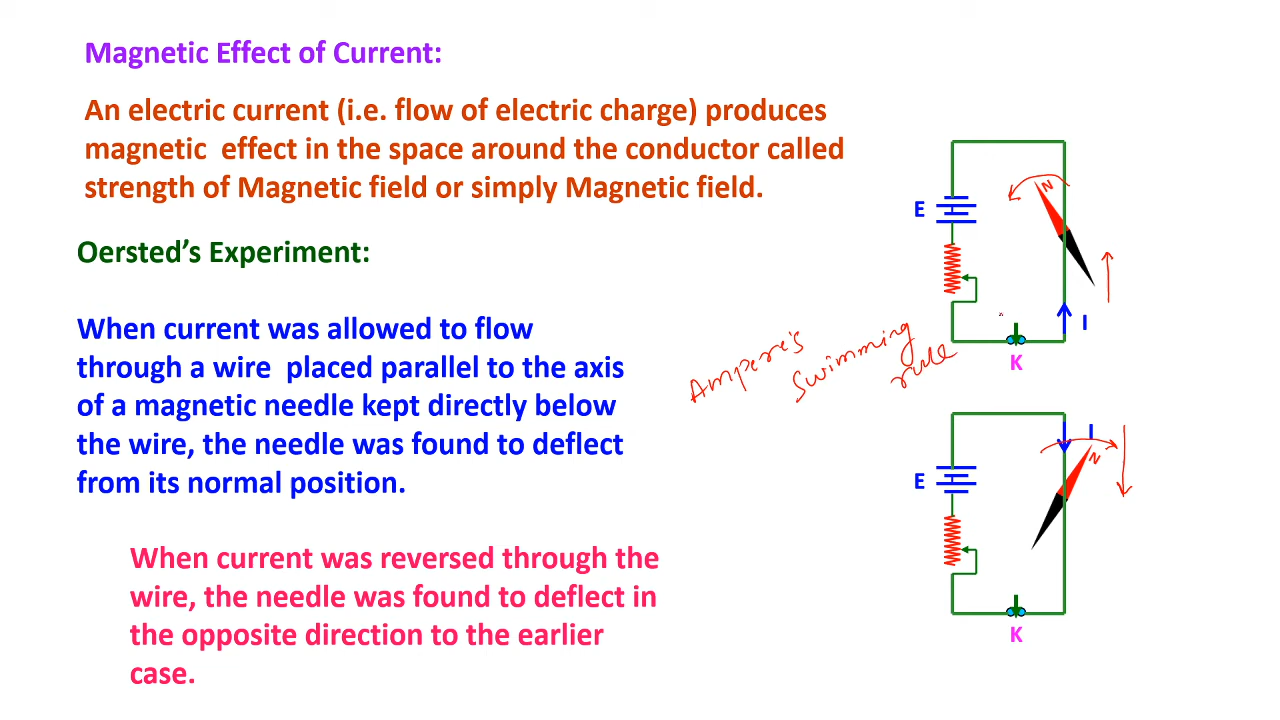 Magnetic Effect of Current:
An electric current (i.e. flow of electric charge) produces
magnetic effect in the space around the conductor called
strength of Magnetic field or simply Magnetic field.
Oersted's Experiment:
When current was allowed to flow
through a wire placed parallel to the axis
of a magnetic needle kept directly below
the wire, the needle was found to deflect
from its normal position.
When current was reversed through the
wire, the needle was found to deflect in
the opposite direction to the earlier
case.
Ampere's
Swimming
rule
E
N
I
K
E
I
N
K